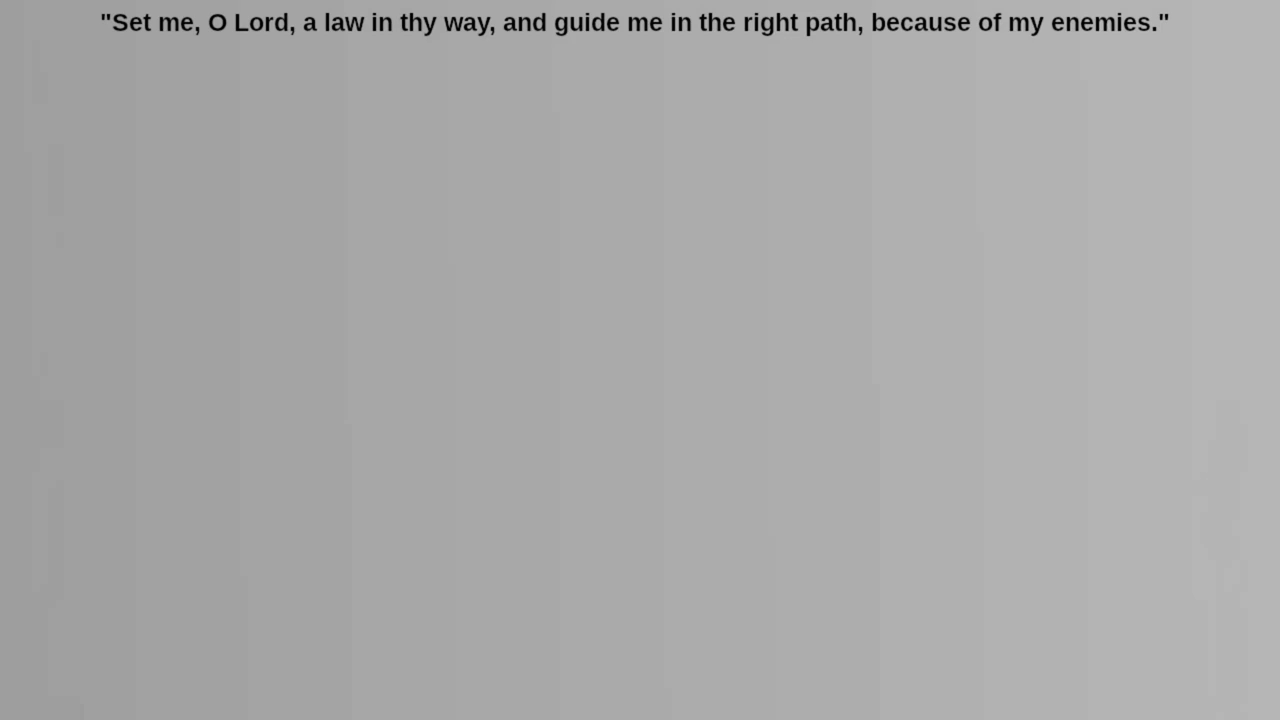 "Set me, O Lord, a law in thy way, and guide me in the right path, because of my enemies."